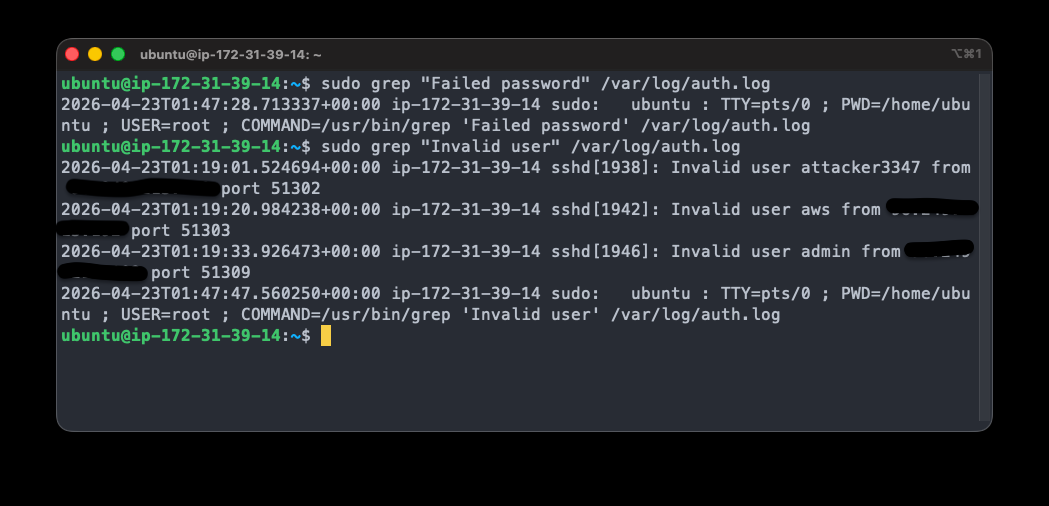 ubuntu@ip-172-31-39-14: ~
⌥⌘1
ubuntu@ip-172-31-39-14:~$ sudo grep "Failed password" /var/log/auth.log
2026-04-23T01:47:28.713337+00:00 ip-172-31-39-14 sudo:   ubuntu : TTY=pts/0 ; PWD=/home/ubu
ntu ; USER=root ; COMMAND=/usr/bin/grep 'Failed password' /var/log/auth.log
ubuntu@ip-172-31-39-14:~$ sudo grep "Invalid user" /var/log/auth.log
2026-04-23T01:19:01.524694+00:00 ip-172-31-39-14 sshd[1938]: Invalid user attacker3347 from
port 51302
2026-04-23T01:19:20.984238+00:00 ip-172-31-39-14 sshd[1942]: Invalid user aws from
port 51303
2026-04-23T01:19:33.926473+00:00 ip-172-31-39-14 sshd[1946]: Invalid user admin from
port 51309
2026-04-23T01:47:47.560250+00:00 ip-172-31-39-14 sudo:   ubuntu : TTY=pts/0 ; PWD=/home/ubu
ntu ; USER=root ; COMMAND=/usr/bin/grep 'Invalid user' /var/log/auth.log
ubuntu@ip-172-31-39-14:~$